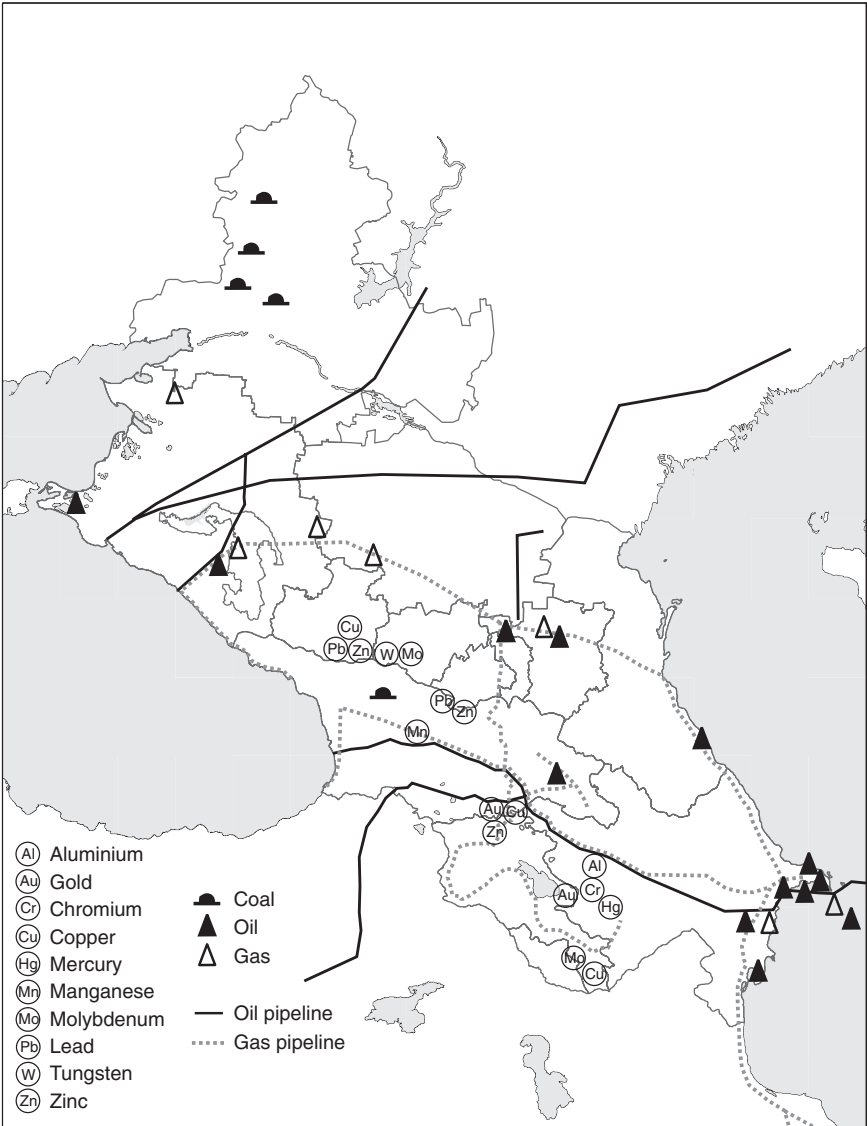 Cu
Pb Zn W Mo
Pb Zn
Mn
Au Cu
Zn
Al
Au Cr
Hg
Mo
Cu
Al Aluminium
Au Gold
Cr Chromium
Cu Copper
Hg Mercury
Mn Manganese
Mo Molybdenum
Pb Lead
W Tungsten
Zn Zinc
Coal
Oil
Gas
Oil pipeline
Gas pipeline